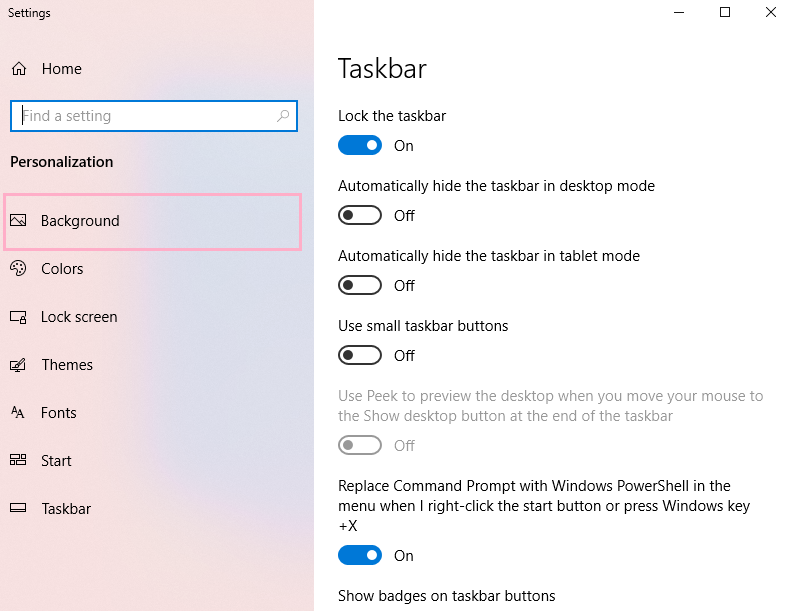 Settings
Home
Find a setting
Personalization
Background
Colors
Lock screen
Themes
Fonts
Start
Taskbar
Taskbar
Lock the taskbar
On
Automatically hide the taskbar in desktop mode
Off
Automatically hide the taskbar in tablet mode
Off
Use small taskbar buttons
Off
Use Peek to preview the desktop when you move your mouse to
the Show desktop button at the end of the taskbar
Off
Replace Command Prompt with Windows PowerShell in the
menu when I right-click the start button or press Windows key
+X
On
Show badges on taskbar buttons